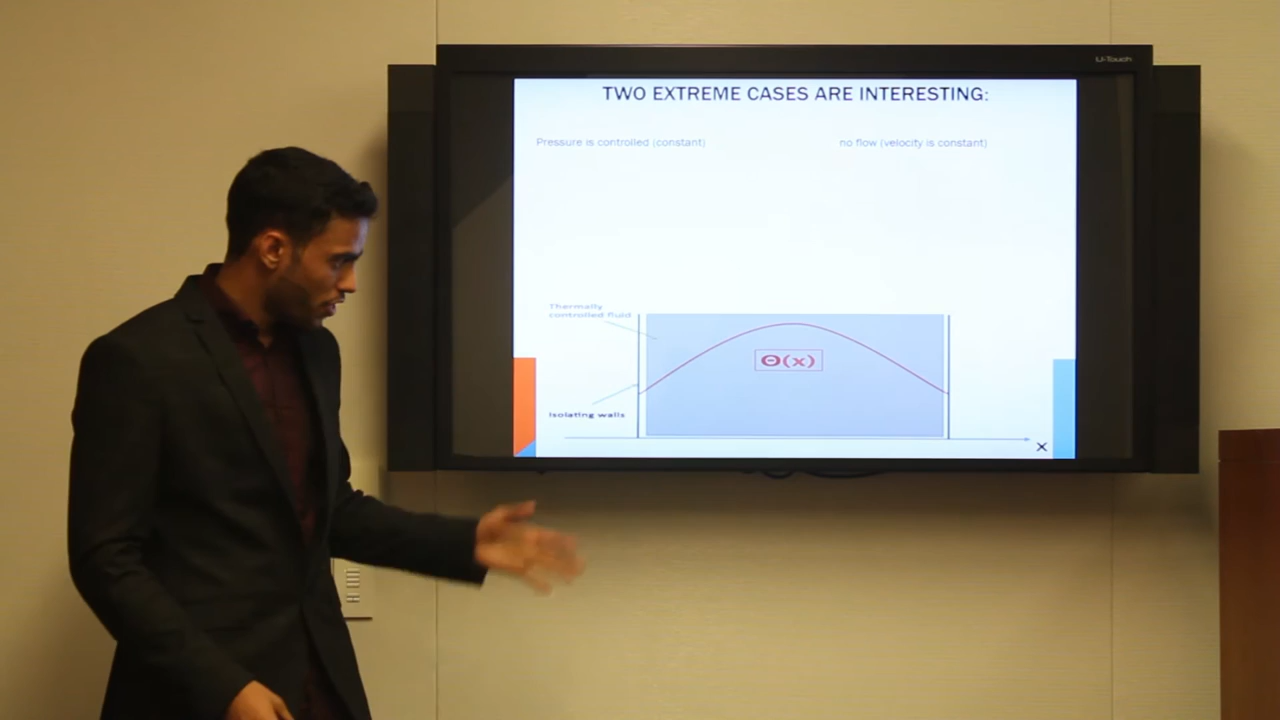 U-Touch
TWO EXTREME CASES ARE INTERESTING:
Pressure is controlled (constant)
no flow (velocity is constant)
Thermally
controlled fluid
Θ(x)
Isolating walls
X